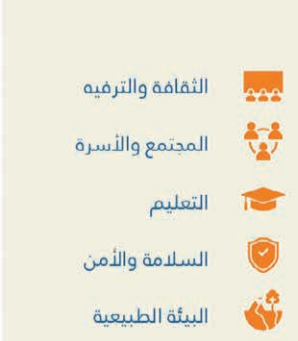 الثقافة والترفيه
المجتمع والأسرة
التعليم
السلامة والأمن
البيئة الطبيعية